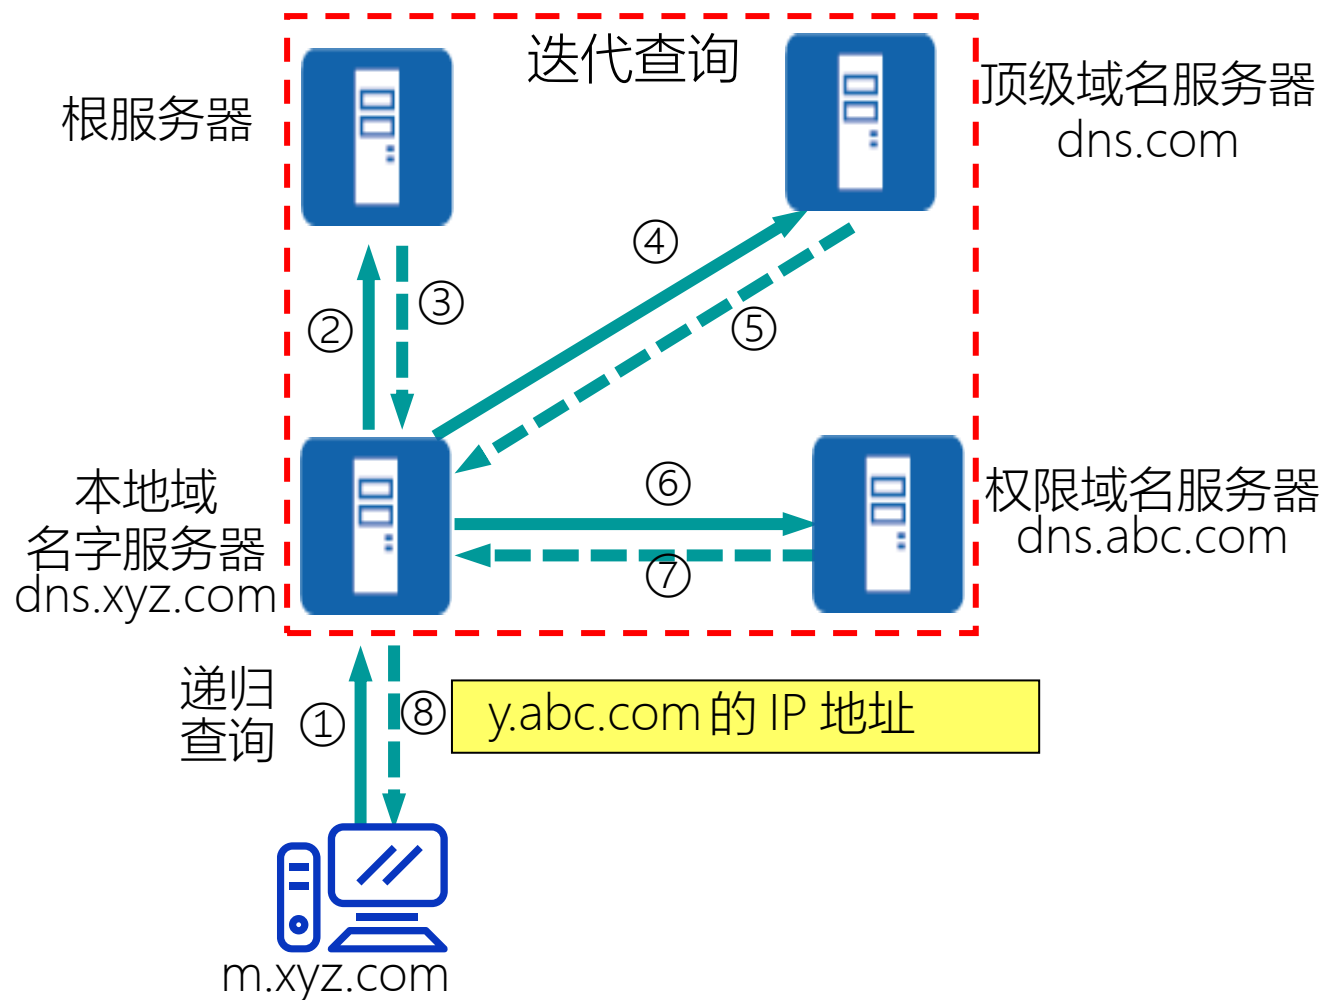 迭代查询
根服务器
顶级域名服务器
dns.com
④
③
②
⑤
本地域
名字服务器
dns.xyz.com
⑥
⑦
权限域名服务器
dns.abc.com
递归
查询
①
⑧
y.abc.com 的 IP 地址
m.xyz.com